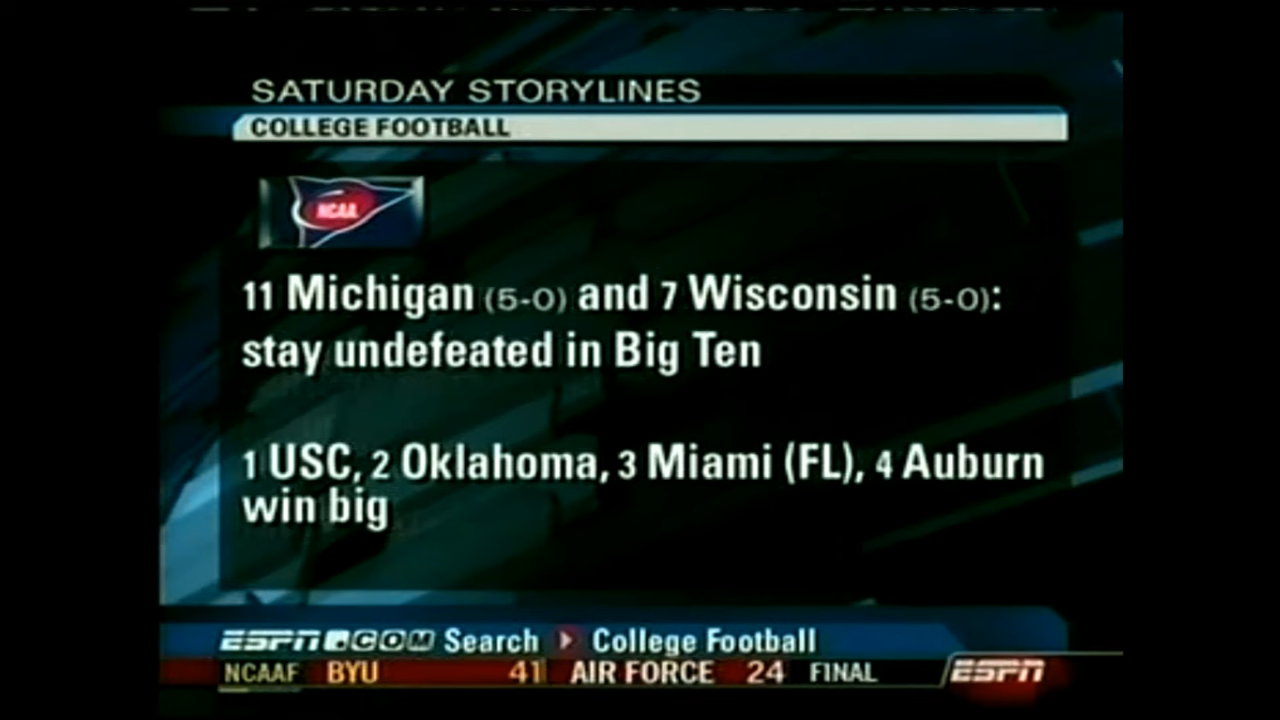 SATURDAY STORYLINES
COLLEGE FOOTBALL
NCAA
11 Michigan (5-0) and 7 Wisconsin (5-0):
stay undefeated in Big Ten
1 USC, 2 Oklahoma, 3 Miami (FL), 4 Auburn
win big
ESPN.COM Search College Football
NCAAF BYU 41 AIR FORCE 24 FINAL ESPN